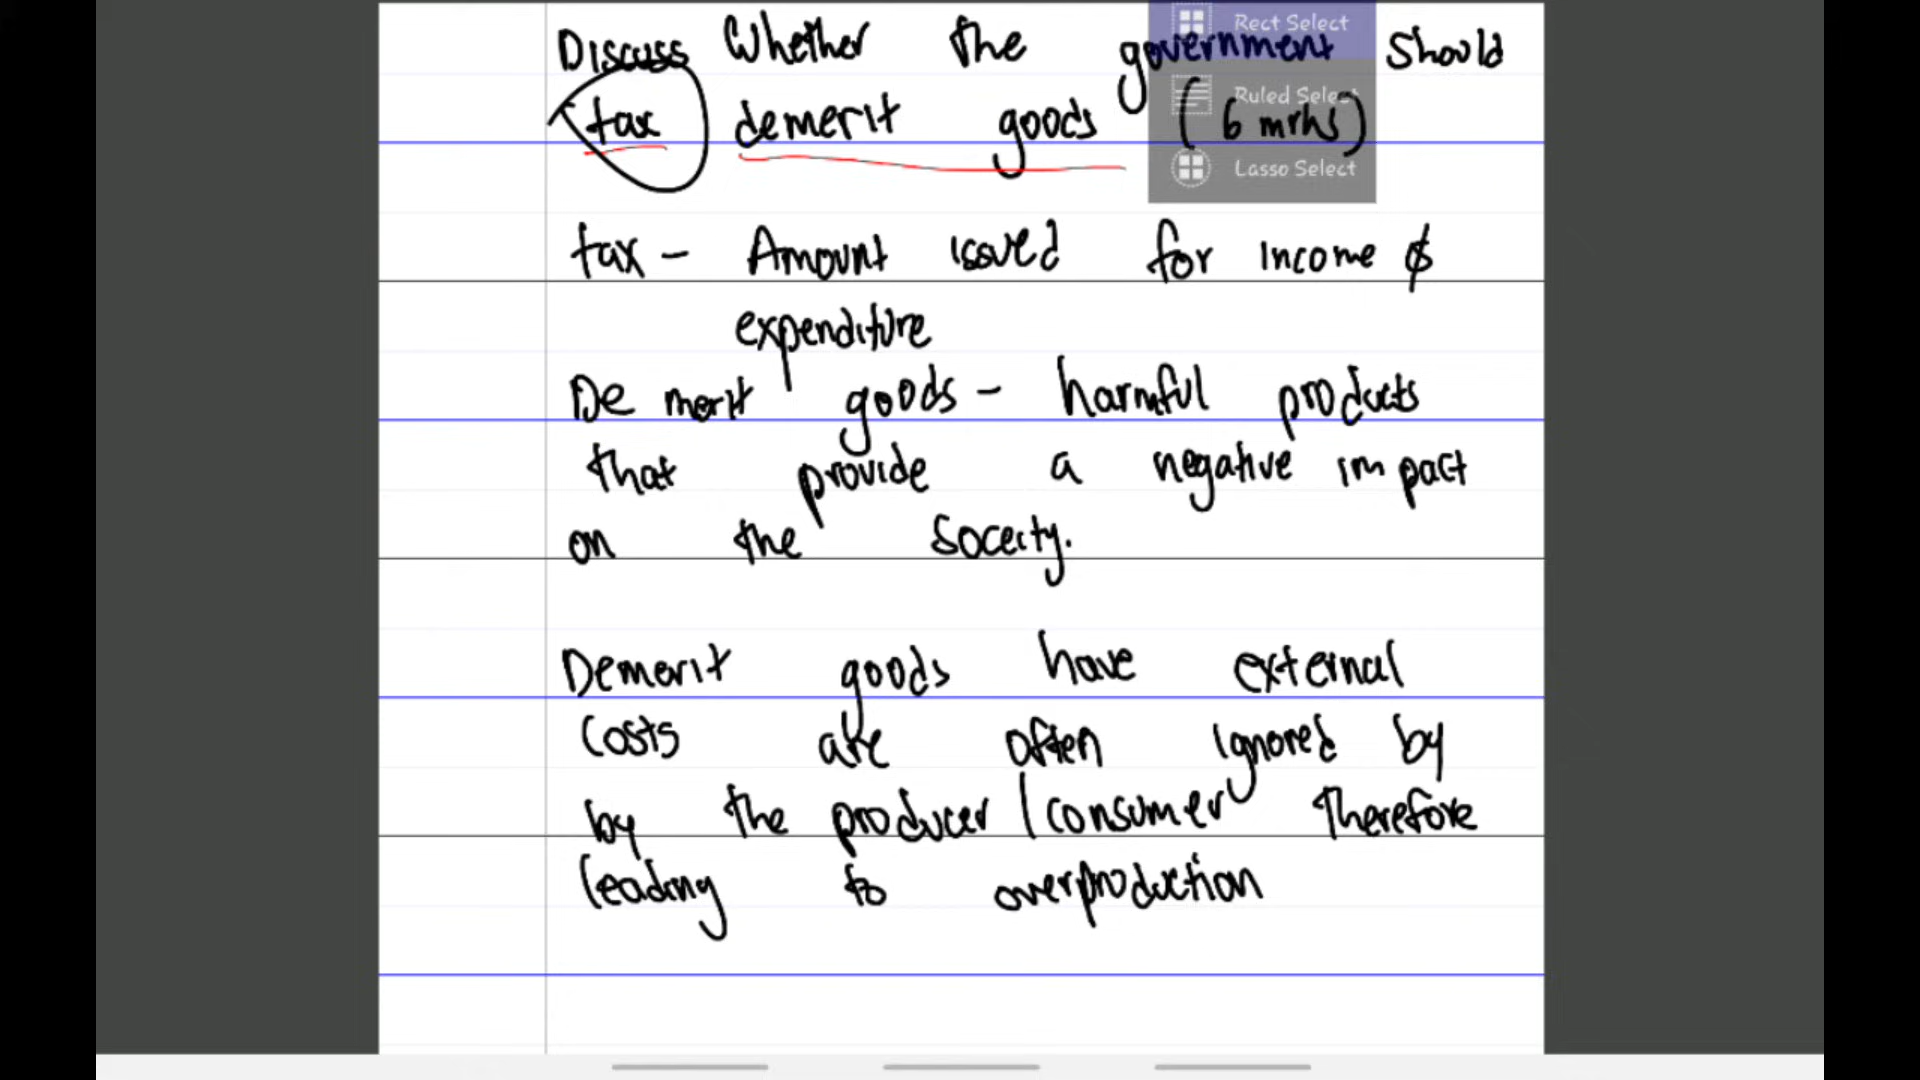 Discuss Whether the government should
tax demerit goods (6 mrks)
Rect Select
Ruled Select
Lasso Select
tax - Amount issued for income &
expenditure
De merit goods - harmful products
that provide a negative impact
on the Soceity.
Demerit goods have external
costs are often ignored by
by the producer / consumer therefore
leading to overproduction